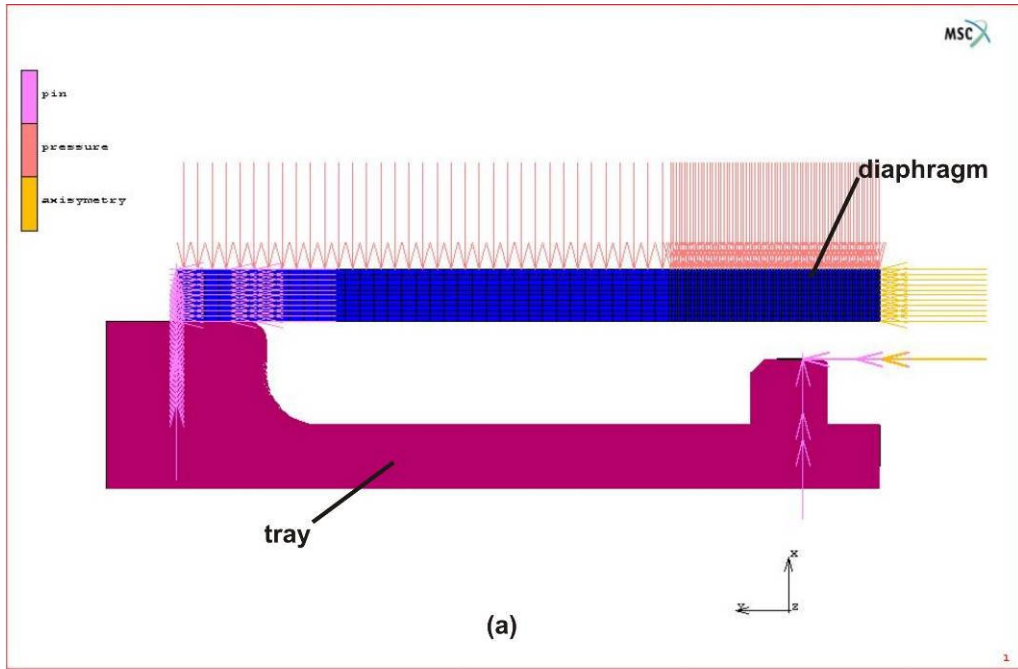 MSC
pin
pressure
axisymetry
diaphragm
tray
x
y
z
(a)
1